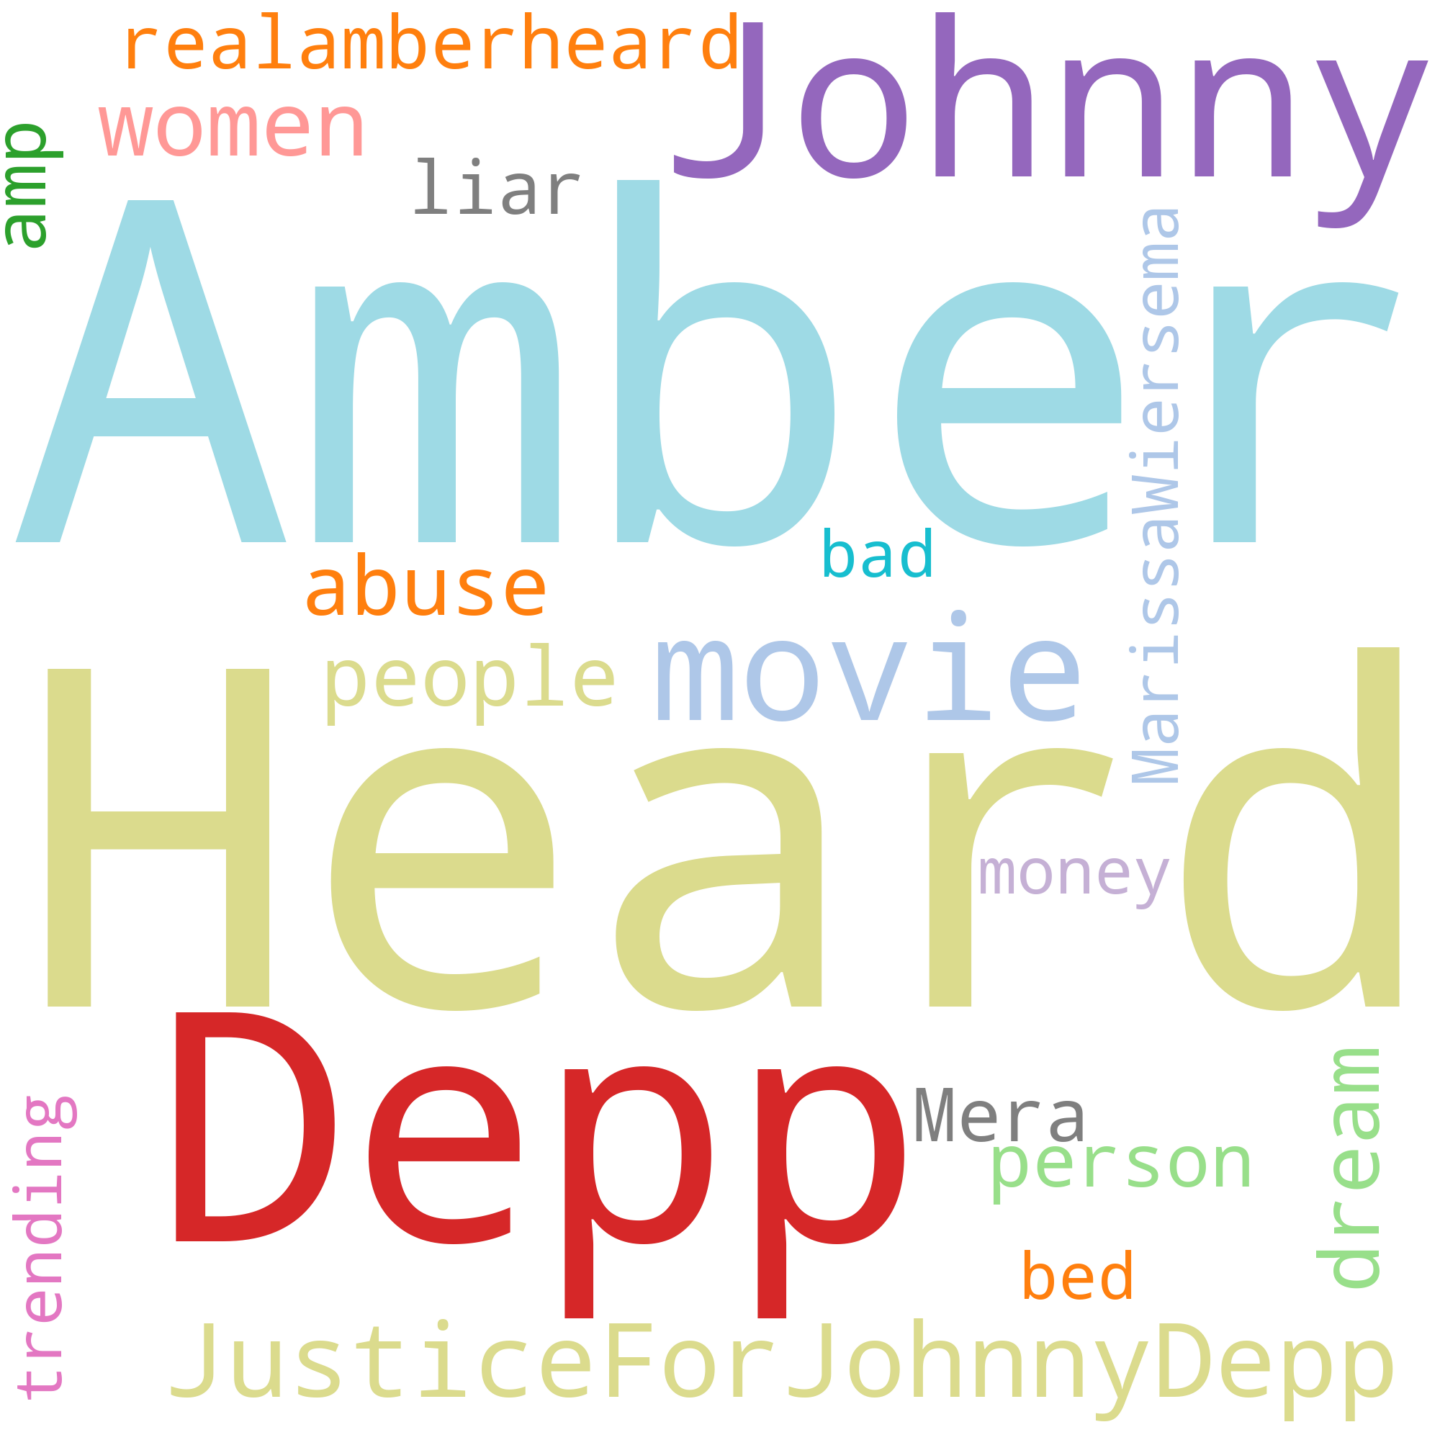 realamberheard
Johnny
women
amp
liar
Amber
MarissaWiersema
bad
abuse
movie
people
Heard
money
Depp
Mera
person
dream
trending
bed
JusticeForJohnnyDepp